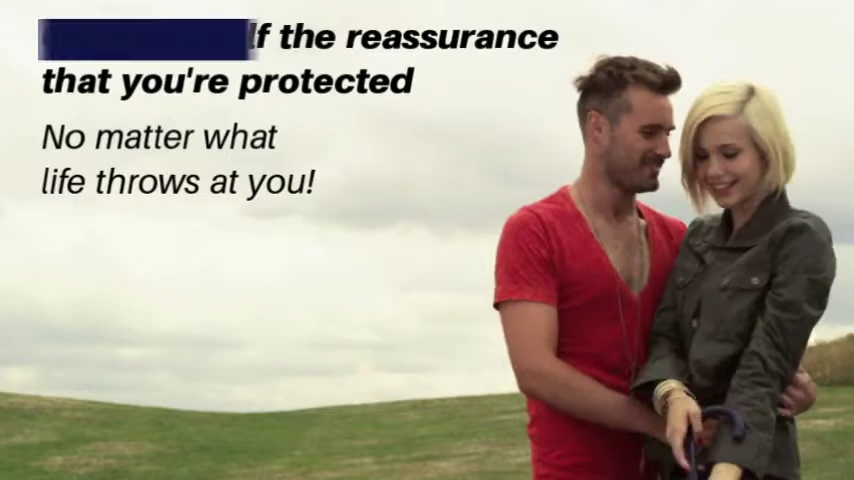 the reassurance
that you're protected
No matter what
life throws at you!